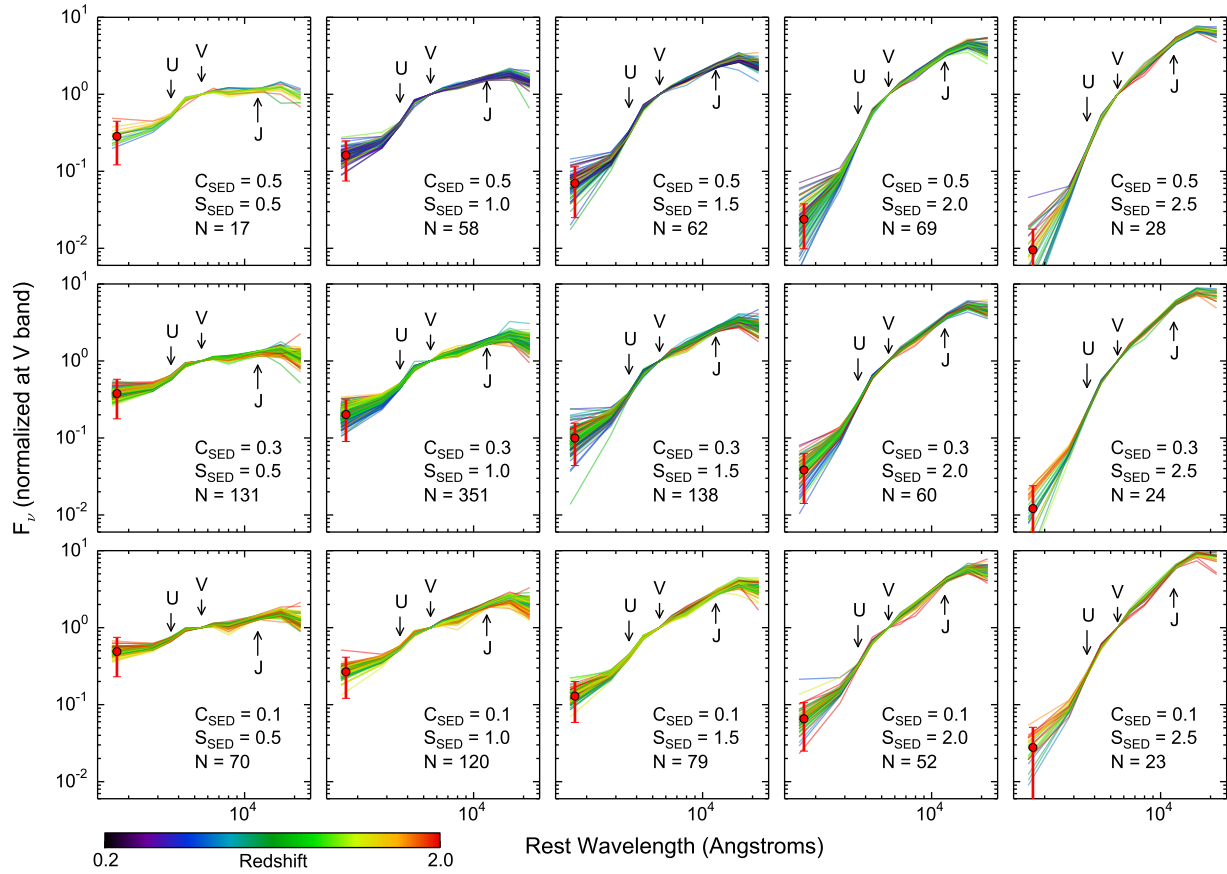 10^1
10^0
10^-1
10^-2
U
V
J
C_SED = 0.5
S_SED = 0.5
N = 17
U
V
J
C_SED = 0.5
S_SED = 1.0
N = 58
U
V
J
C_SED = 0.5
S_SED = 1.5
N = 62
U
V
J
C_SED = 0.5
S_SED = 2.0
N = 69
U
V
J
C_SED = 0.5
S_SED = 2.5
N = 28
F_ν (normalized at V band)
10^1
10^0
10^-1
10^-2
U
V
J
C_SED = 0.3
S_SED = 0.5
N = 131
U
V
J
C_SED = 0.3
S_SED = 1.0
N = 351
U
V
J
C_SED = 0.3
S_SED = 1.5
N = 138
U
V
J
C_SED = 0.3
S_SED = 2.0
N = 60
U
V
J
C_SED = 0.3
S_SED = 2.5
N = 24
10^1
10^0
10^-1
10^-2
U
V
J
C_SED = 0.1
S_SED = 0.5
N = 70
U
V
J
C_SED = 0.1
S_SED = 1.0
N = 120
U
V
J
C_SED = 0.1
S_SED = 1.5
N = 79
U
V
J
C_SED = 0.1
S_SED = 2.0
N = 52
U
V
J
C_SED = 0.1
S_SED = 2.5
N = 23
10^4
10^4
10^4
10^4
10^4
0.2
Redshift
2.0
Rest Wavelength (Angstroms)